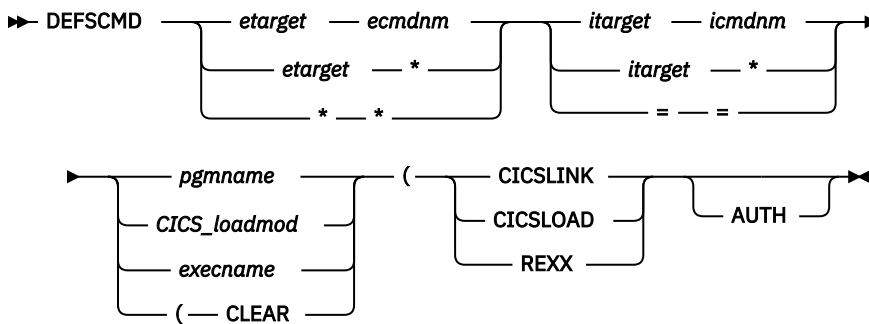 DEFSCMD etarget ecmdnm itarget icmdnm
etarget * itarget *
* * = =
pgmname ( CICSLINK
CICS_loadmod CICSLOAD AUTH
execname REXX
( CLEAR